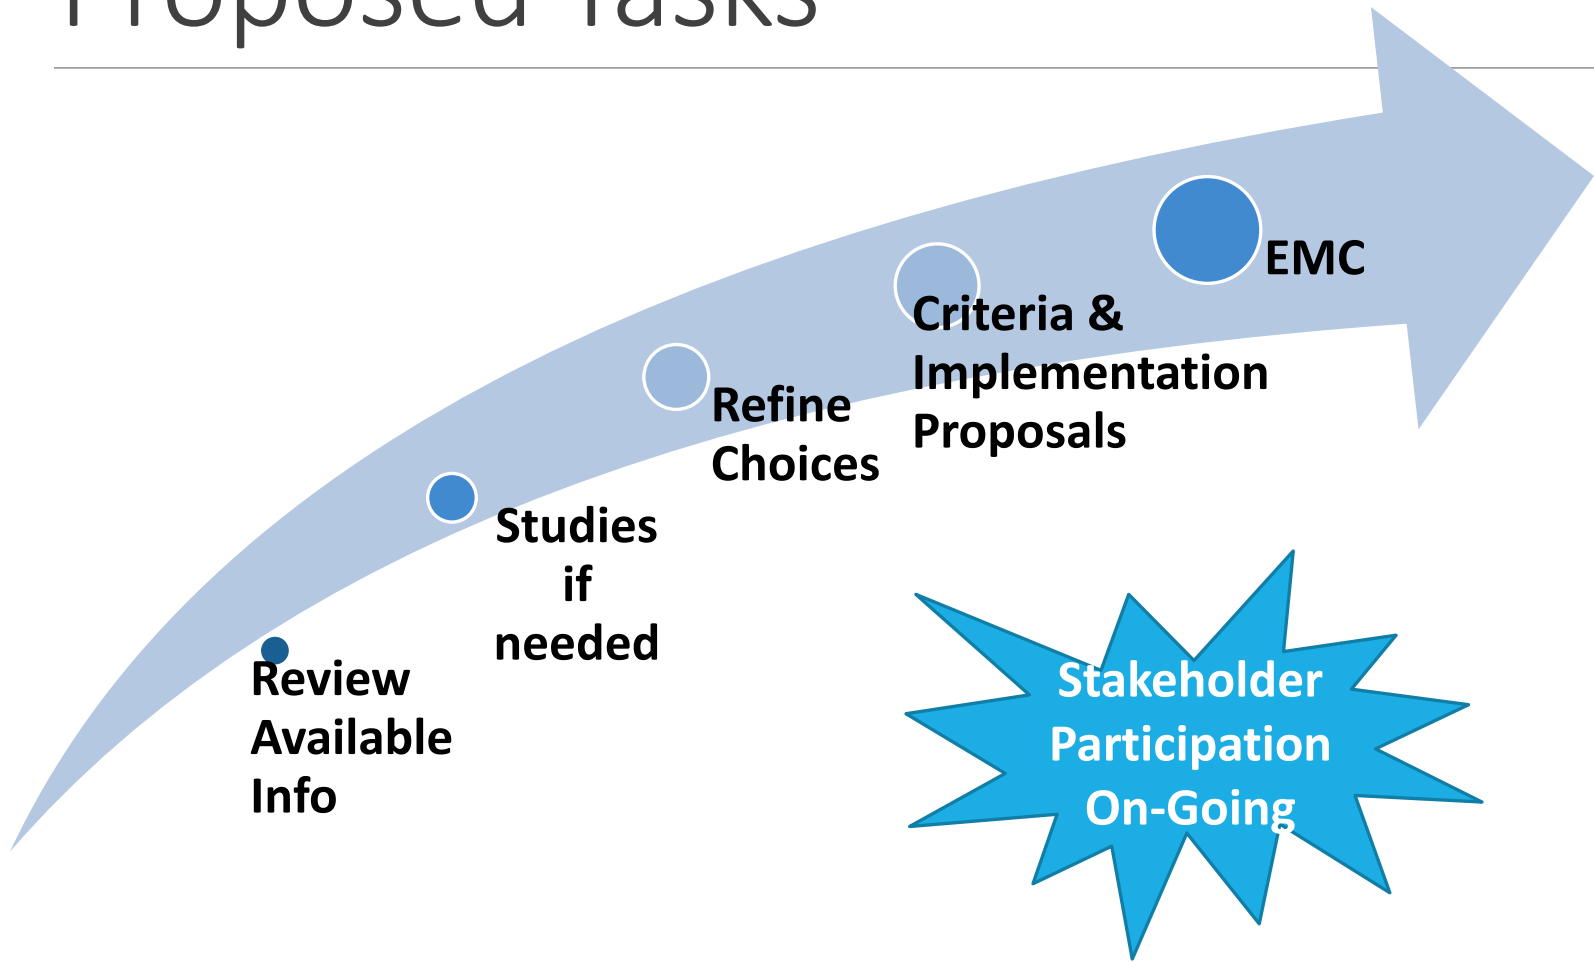 Proposed Tasks
EMC
Criteria &
Implementation
Proposals
Refine
Choices
Studies
if
needed
Review
Available
Info
Stakeholder
Participation
On-Going